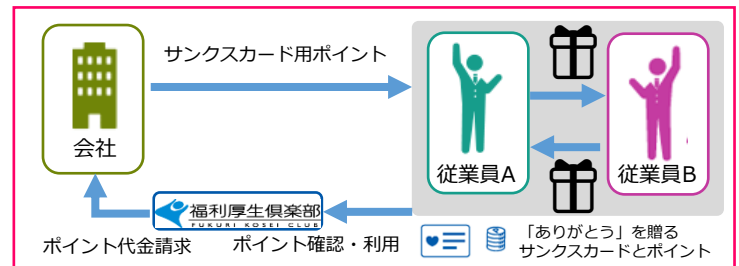 サンクスカード用ポイント
会社
従業員A
従業員B
福利厚生倶楽部
FUKURI KOSEI CLUB
ポイント代金請求
ポイント確認・利用
「ありがとう」を贈る
サンクスカードとポイント